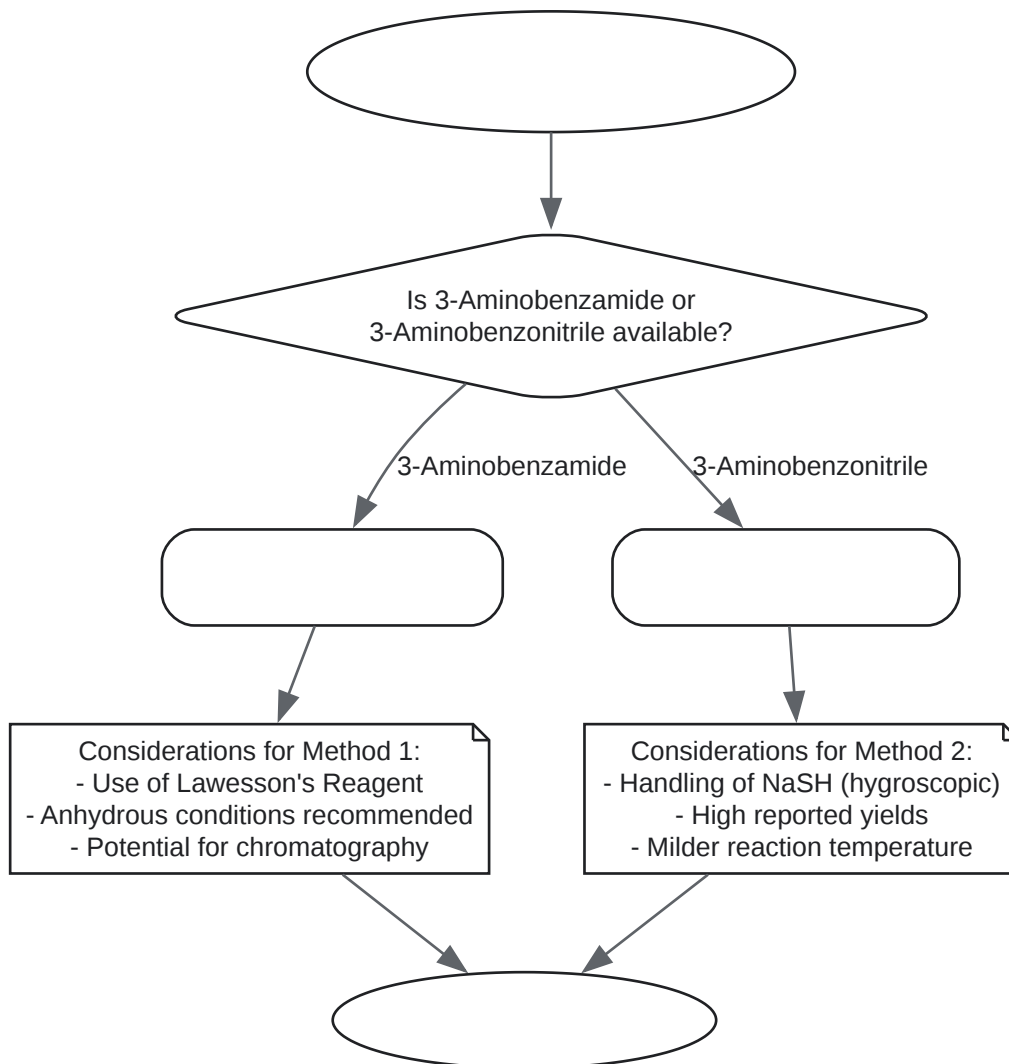 Is 3-Aminobenzamide or
3-Aminobenzonitrile available?
3-Aminobenzamide
3-Aminobenzonitrile
Considerations for Method 1:
- Use of Lawesson's Reagent
- Anhydrous conditions recommended
- Potential for chromatography
Considerations for Method 2:
- Handling of NaSH (hygroscopic)
- High reported yields
- Milder reaction temperature